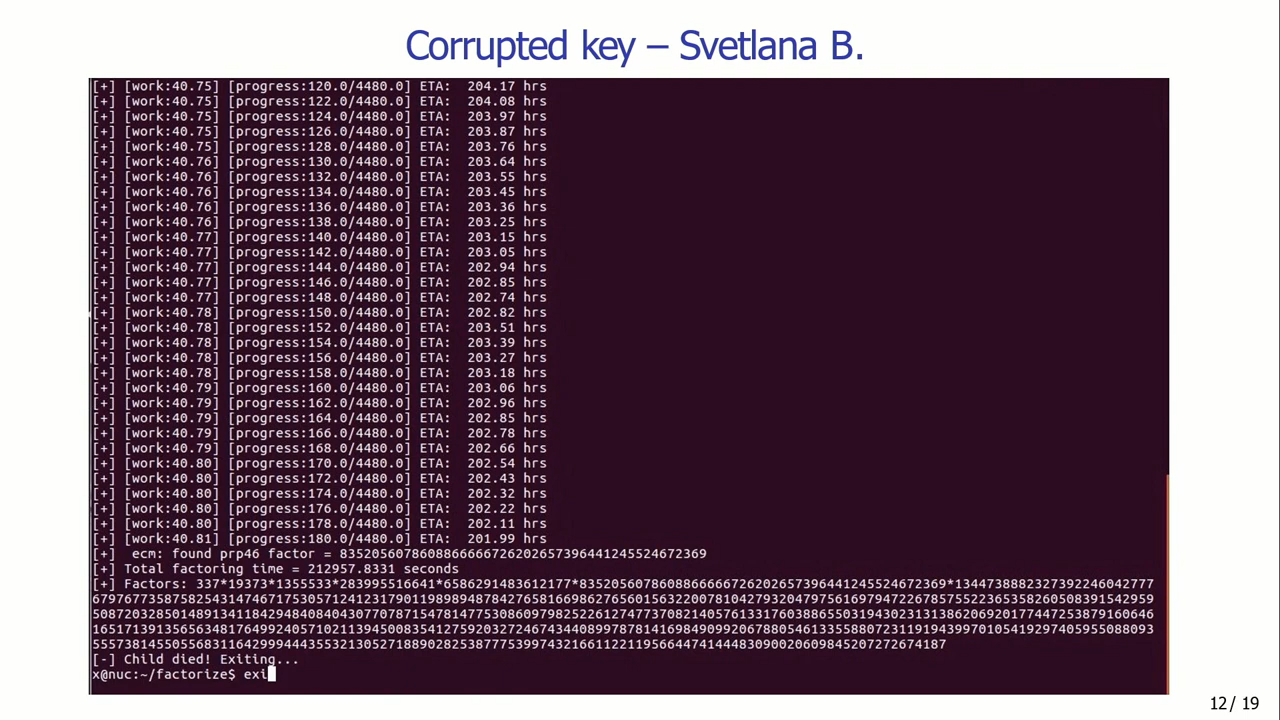 Corrupted key – Svetlana B.
[+] [work:40.75] [progress:120.0/4480.0] ETA:  204.17 hrs
[+] [work:40.75] [progress:122.0/4480.0] ETA:  204.08 hrs
[+] [work:40.75] [progress:124.0/4480.0] ETA:  203.97 hrs
[+] [work:40.75] [progress:126.0/4480.0] ETA:  203.87 hrs
[+] [work:40.75] [progress:128.0/4480.0] ETA:  203.76 hrs
[+] [work:40.76] [progress:130.0/4480.0] ETA:  203.64 hrs
[+] [work:40.76] [progress:132.0/4480.0] ETA:  203.55 hrs
[+] [work:40.76] [progress:134.0/4480.0] ETA:  203.45 hrs
[+] [work:40.76] [progress:136.0/4480.0] ETA:  203.36 hrs
[+] [work:40.76] [progress:138.0/4480.0] ETA:  203.25 hrs
[+] [work:40.77] [progress:140.0/4480.0] ETA:  203.15 hrs
[+] [work:40.77] [progress:142.0/4480.0] ETA:  203.05 hrs
[+] [work:40.77] [progress:144.0/4480.0] ETA:  202.94 hrs
[+] [work:40.77] [progress:146.0/4480.0] ETA:  202.85 hrs
[+] [work:40.77] [progress:148.0/4480.0] ETA:  202.74 hrs
[+] [work:40.78] [progress:150.0/4480.0] ETA:  202.82 hrs
[+] [work:40.78] [progress:152.0/4480.0] ETA:  203.51 hrs
[+] [work:40.78] [progress:154.0/4480.0] ETA:  203.39 hrs
[+] [work:40.78] [progress:156.0/4480.0] ETA:  203.27 hrs
[+] [work:40.78] [progress:158.0/4480.0] ETA:  203.18 hrs
[+] [work:40.79] [progress:160.0/4480.0] ETA:  203.06 hrs
[+] [work:40.79] [progress:162.0/4480.0] ETA:  202.96 hrs
[+] [work:40.79] [progress:164.0/4480.0] ETA:  202.85 hrs
[+] [work:40.79] [progress:166.0/4480.0] ETA:  202.78 hrs
[+] [work:40.79] [progress:168.0/4480.0] ETA:  202.66 hrs
[+] [work:40.80] [progress:170.0/4480.0] ETA:  202.54 hrs
[+] [work:40.80] [progress:172.0/4480.0] ETA:  202.43 hrs
[+] [work:40.80] [progress:174.0/4480.0] ETA:  202.32 hrs
[+] [work:40.80] [progress:176.0/4480.0] ETA:  202.22 hrs
[+] [work:40.80] [progress:178.0/4480.0] ETA:  202.11 hrs
[+] [work:40.81] [progress:180.0/4480.0] ETA:  201.99 hrs
[+]  ecm: found prp46 factor = 8352056078608866666726202657396441245524672369
[+] Total factoring time = 212957.8331 seconds
[+] Factors: 337*19373*1355533*283995516641*6586291483612177*8352056078608866666726202657396441245524672369*1344738882327392246042777
[-] Child died! Exiting...
x@nuc:~/factorize$ exi
12/ 19